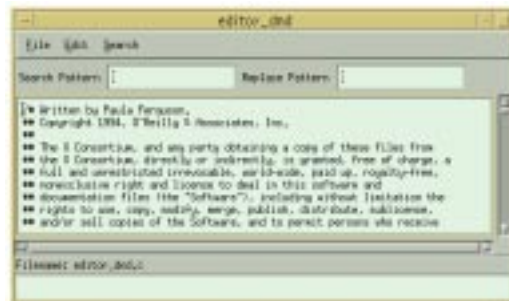 editor_dnd
File Edit Search
Search Pattern: Replace Pattern:
/* Written by Paula Ferguson.
** Copyright 1994, O'Reilly & Associates, Inc.
**
** The X Consortium, and any party obtaining a copy of these files from
** the X Consortium, directly or indirectly, is granted, free of charge, a
** full and unrestricted irrevocable, world-wide, paid up, royalty-free,
** nonexclusive right and license to deal in this software and
** documentation files (the "Software"), including without limitation the
** rights to use, copy, modify, merge, publish, distribute, sublicense,
** and/or sell copies of the Software, and to permit persons who receive
Filename: editor_dnd.c